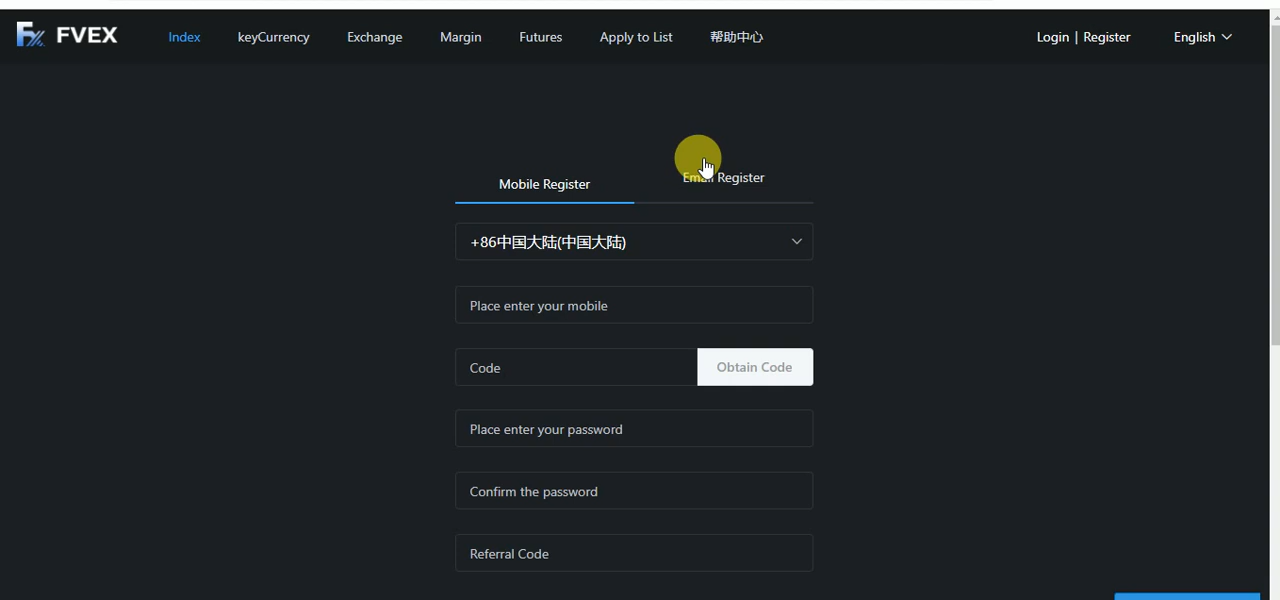 FVEX
Index
keyCurrency
Exchange
Margin
Futures
Apply to List
帮助中心
Login | Register
English
Mobile Register
Email Register
+86中国大陆(中国大陆)
Place enter your mobile
Code
Obtain Code
Place enter your password
Confirm the password
Referral Code